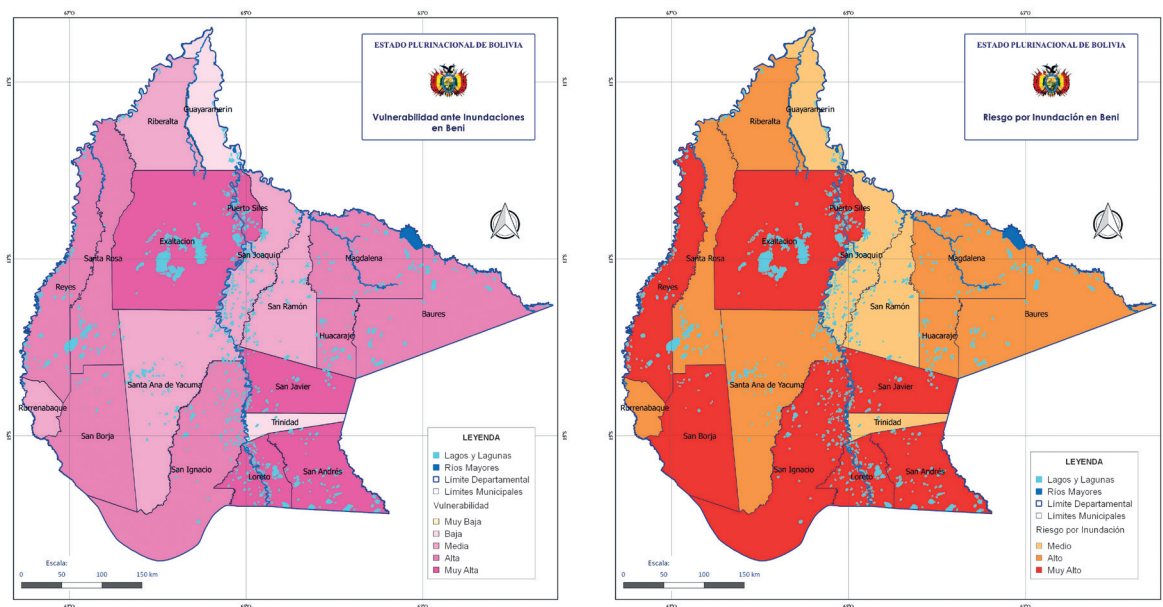 67°O
65°O
63°O
ESTADO PLURINACIONAL DE BOLIVIA
Vulnerabilidad ante Inundaciones
en Beni
Guayaramerin
Riberalta
Puerto Siles
Exaltacion
Santa Rosa
San Joaquin
Magdalena
Reyes
San Ramón
Baures
Huacaraje
Santa Ana de Yacuma
San Javier
Rurrenabaque
Trinidad
San Borja
San Ignacio
Loreto
San Andrés
LEYENDA
Lagos y Lagunas
Ríos Mayores
Límite Departamental
Límites Municipales
Vulnerabilidad
Muy Baja
Baja
Media
Alta
Muy Alta
Escala:
0 50 100 150 km
67°O
65°O
63°O
ESTADO PLURINACIONAL DE BOLIVIA
Riesgo por Inundación en Beni
Guayaramerin
Riberalta
Puerto Siles
Exaltacion
Santa Rosa
San Joaquin
Magdalena
Reyes
San Ramón
Baures
Huacaraje
Santa Ana de Yacuma
San Javier
Rurrenabaque
Trinidad
San Borja
San Ignacio
Loreto
San Andrés
LEYENDA
Lagos y Lagunas
Ríos Mayores
Límite Departamental
Límites Municipales
Riesgo por Inundación
Medio
Alto
Muy Alto
Escala:
0 50 100 150 km